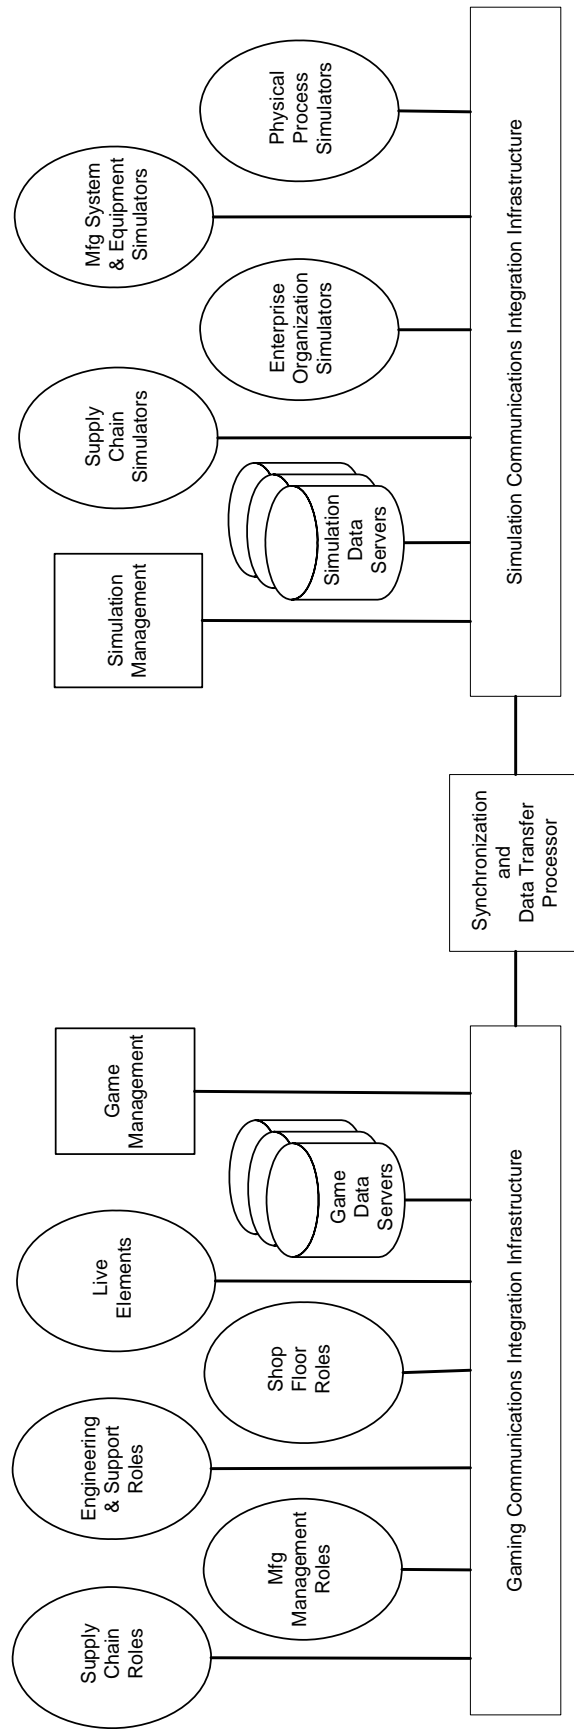 Supply
Chain
Roles
Mfg
Management
Roles
Engineering
& Support
Roles
Shop
Floor
Roles
Live
Elements
Game
Data
Servers
Game
Management
Gaming Communications Integration Infrastructure
Synchronization
and
Data Transfer
Processor
Simulation
Management
Simulation
Data
Servers
Supply
Chain
Simulators
Enterprise
Organization
Simulators
Mfg System
& Equipment
Simulators
Physical
Process
Simulators
Simulation Communications Integration Infrastructure